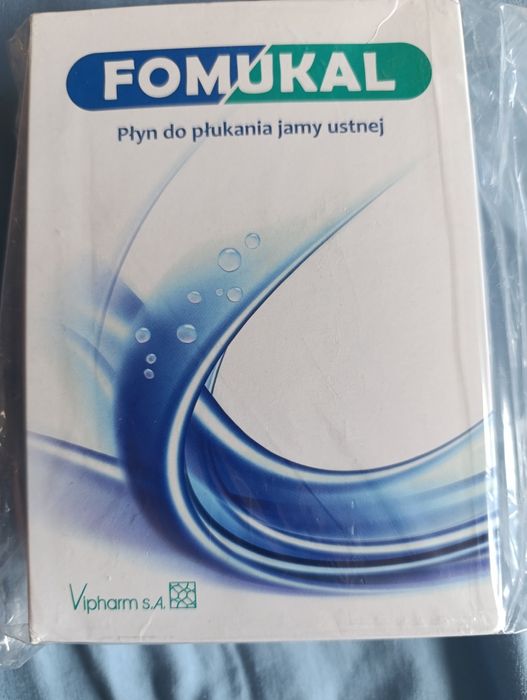 FOMUKAL
Płyn do płukania jamy ustnej
Vipharm S.A.